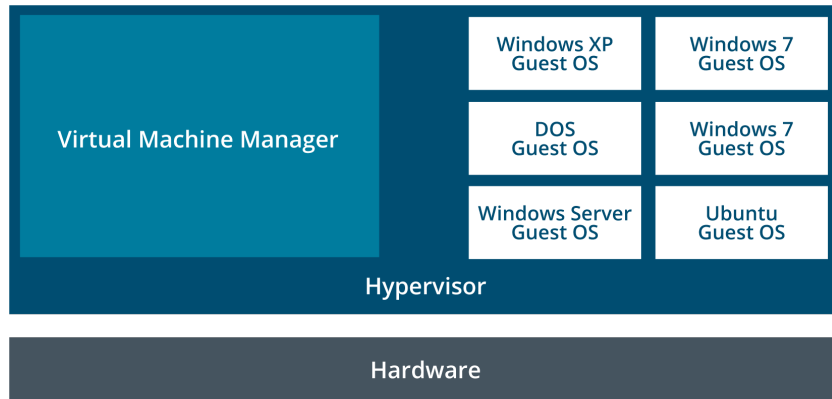 Virtual Machine Manager
Windows XP
Guest OS
Windows 7
Guest OS
DOS
Guest OS
Windows 7
Guest OS
Windows Server
Guest OS
Ubuntu
Guest OS
Hypervisor
Hardware